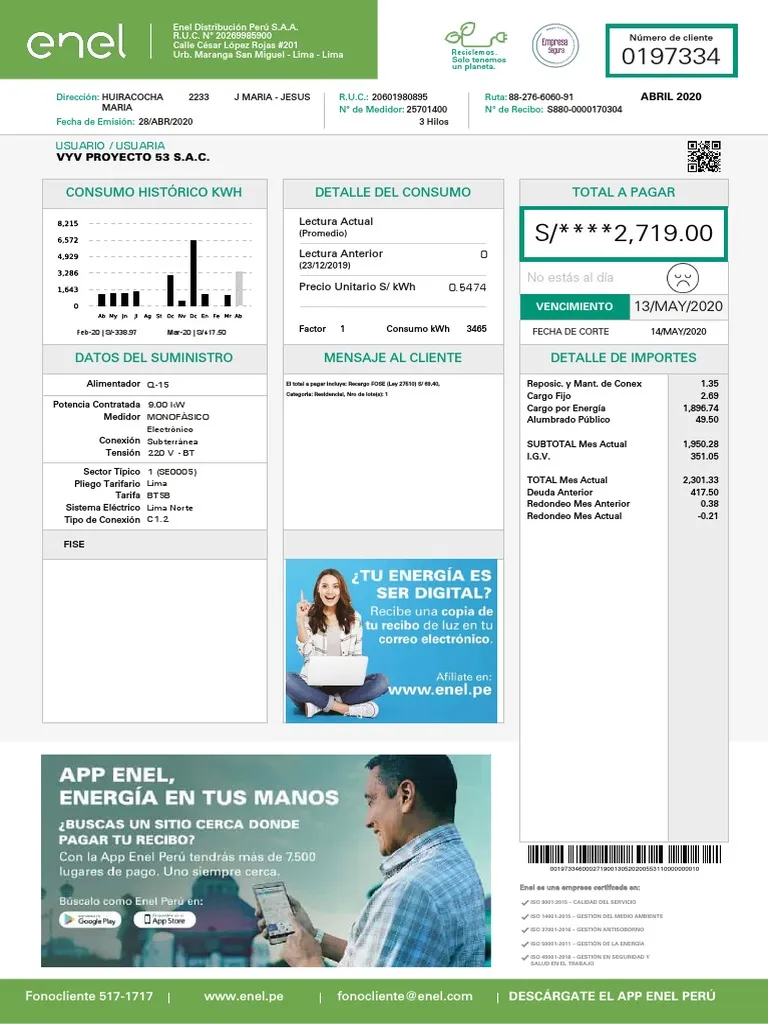 enel
Enel Distribución Perú S.A.A.
R.U.C. N° 20269985900
Calle César López Rojas #201
Urb. Maranga San Miguel - Lima - Lima
Reciclemos.
Solo tenemos
un planeta.
Empresa
Segura
Número de cliente
0197334
Dirección: HUIRACOCHA 2233 J MARIA - JESUS
MARIA
Fecha de Emisión: 28/ABR/2020
R.U.C.: 20601980895
N° de Medidor: 25701400
3 Hilos
Ruta: 88-276-6060-91
N° de Recibo: S880-0000170304
ABRIL 2020
USUARIO / USUARIA
VYV PROYECTO 53 S.A.C.
CONSUMO HISTÓRICO KWH
8,215
6,572
4,929
3,286
1,643
0
Ab My Jn Jl Ag St Oc Nv Dc En Fe Mr Ab
Feb-20 | S/-338.97 Mar-20 | S/417.50
DETALLE DEL CONSUMO
Lectura Actual
(Promedio)
Lectura Anterior 0
(23/12/2019)
Precio Unitario S/ kWh 0.5474
Factor 1 Consumo kWh 3465
TOTAL A PAGAR
S/****2,719.00
No estás al día
VENCIMIENTO 13/MAY/2020
FECHA DE CORTE 14/MAY/2020
DATOS DEL SUMINISTRO
Alimentador Q-15
Potencia Contratada 9.00 kW
Medidor MONOFÁSICO
Electrónico
Conexión Subterránea
Tensión 220 V - BT
Sector Típico 1 (SE0005)
Pliego Tarifario Lima
Tarifa BT5B
Sistema Eléctrico Lima Norte
Tipo de Conexión C1.2
FISE
MENSAJE AL CLIENTE
El total a pagar incluye: Recargo FOSE (Ley 27510) S/ 69.40,
Categoría: Residencial, Nro de lote(s): 1
DETALLE DE IMPORTES
Reposic. y Mant. de Conex 1.35
Cargo Fijo 2.69
Cargo por Energía 1,896.74
Alumbrado Público 49.50
SUBTOTAL Mes Actual 1,950.28
I.G.V. 351.05
TOTAL Mes Actual 2,301.33
Deuda Anterior 417.50
Redondeo Mes Anterior 0.38
Redondeo Mes Actual -0.21
¿TU ENERGÍA ES
SER DIGITAL?
Recibe una copia de
tu recibo de luz en tu
correo electrónico.
Afíliate en:
www.enel.pe
APP ENEL,
ENERGÍA EN TUS MANOS
¿BUSCAS UN SITIO CERCA DONDE
PAGAR TU RECIBO?
Con la App Enel Perú tendrás más de 7,500
lugares de pago. Uno siempre cerca.
Búscalo como Enel Perú en:
Google Play
App Store
Enel es una empresa certificada en:
ISO 9001-2015 – CALIDAD DEL SERVICIO
ISO 14001-2015 – GESTIÓN DEL MEDIO AMBIENTE
ISO 37001-2016 – GESTIÓN ANTISOBORNO
ISO 50001-2011 – GESTIÓN DE LA ENERGÍA
ISO 45001-2018 – GESTIÓN EN SEGURIDAD Y
SALUD EN EL TRABAJO
Fonocliente 517-1717 | www.enel.pe | fonocliente@enel.com | DESCÁRGATE EL APP ENEL PERÚ